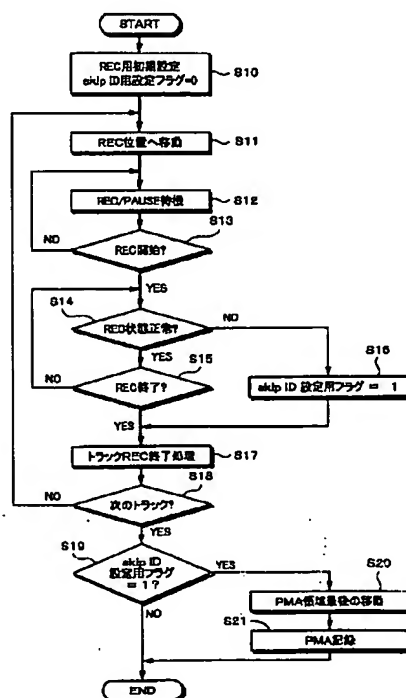 START
REC用初期設定
skip ID用設定フラグ=0
S10
REC位置へ移動
S11
REC/PAUSE待機
S12
S13
NO
REC開始?
YES
S14
NO
REC状態正常?
YES
S15
NO
REC終了?
S16
skip ID 設定用フラグ = 1
YES
トラックREC終了処理
S17
S18
NO
次のトラック?
YES
S19
skip ID
設定用フラグ
= 1?
YES
S20
PMA領域最後の移動
NO
S21
PMA記録
END